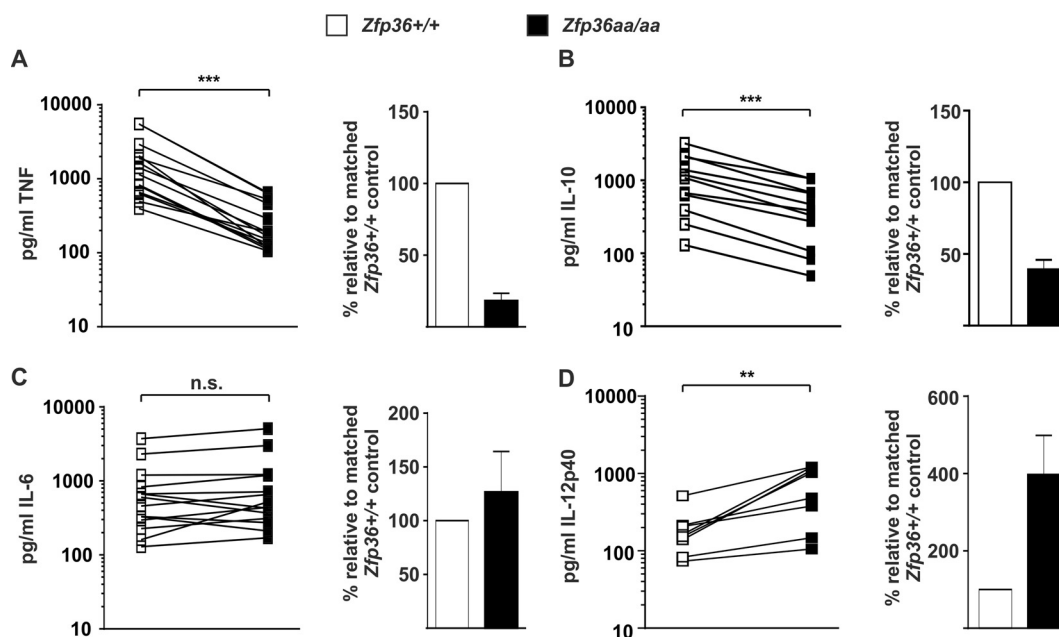 Zfp36+/+ Zfp36aa/aa
A
***
pg/ml TNF
10000
1000
100
10
% relative to matched
Zfp36+/+ control
150
100
50
B
***
pg/ml IL-10
10000
1000
100
10
% relative to matched
Zfp36+/+ control
150
100
50
C
n.s.
pg/ml IL-6
10000
1000
100
10
% relative to matched
Zfp36+/+ control
200
150
100
50
D
**
pg/ml IL-12p40
10000
1000
100
10
% relative to matched
Zfp36+/+ control
600
400
200